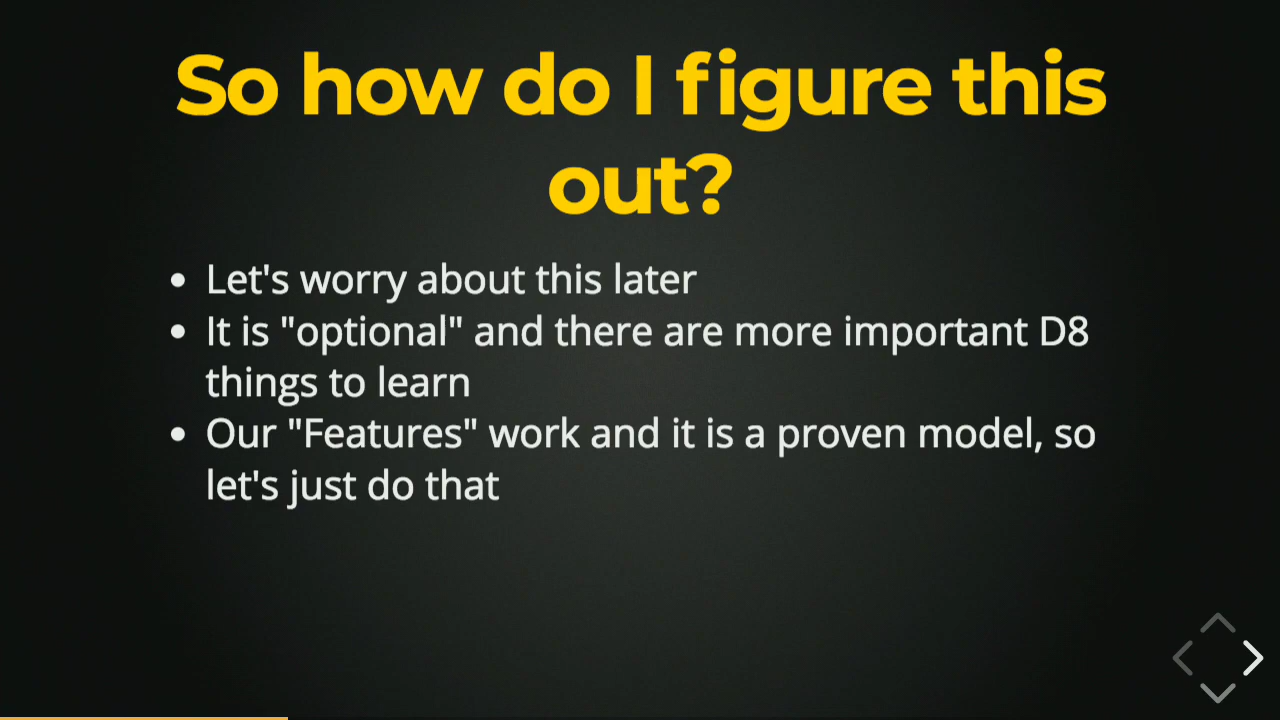 So how do I figure this
out?
• Let's worry about this later
• It is "optional" and there are more important D8
things to learn
• Our "Features" work and it is a proven model, so
let's just do that